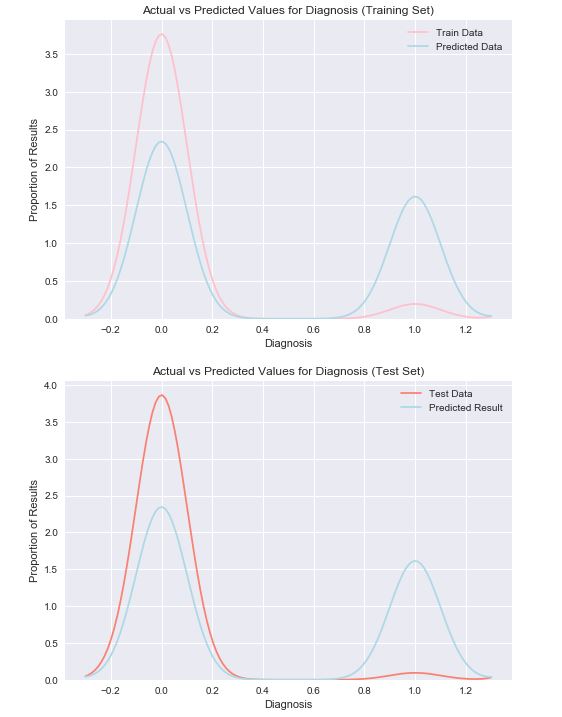 Actual vs Predicted Values for Diagnosis (Training Set)
Train Data
Predicted Data
3.5
3.0
2.5
2.0
1.5
1.0
0.5
0.0
Proportion of Results
−0.2 0.0 0.2 0.4 0.6 0.8 1.0 1.2
Diagnosis
Actual vs Predicted Values for Diagnosis (Test Set)
Test Data
Predicted Result
4.0
3.5
3.0
2.5
2.0
1.5
1.0
0.5
0.0
Proportion of Results
−0.2 0.0 0.2 0.4 0.6 0.8 1.0 1.2
Diagnosis